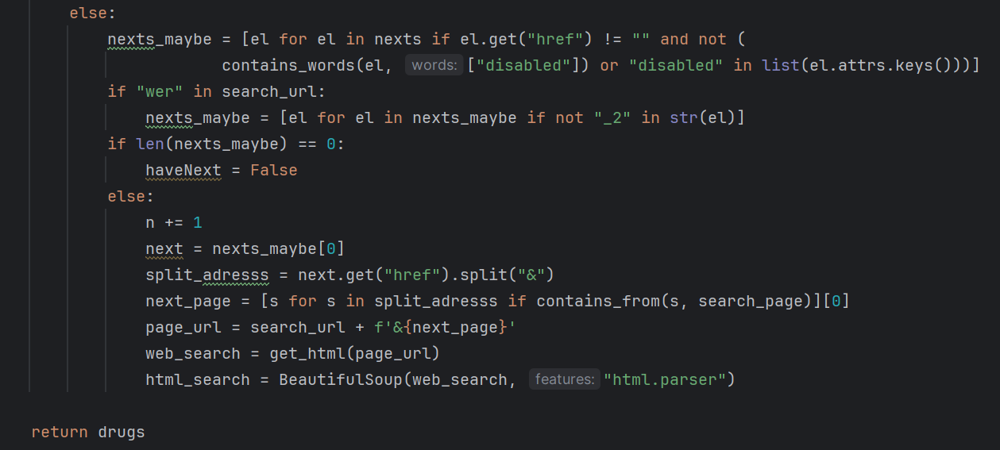 else:
nexts_maybe = [el for el in nexts if el.get("href") != "" and not (
contains_words(el, words: ["disabled"]) or "disabled" in list(el.attrs.keys()))]
if "wer" in search_url:
nexts_maybe = [el for el in nexts_maybe if not "_2" in str(el)]
if len(nexts_maybe) == 0:
haveNext = False
else:
n += 1
next = nexts_maybe[0]
split_adresss = next.get("href").split("&")
next_page = [s for s in split_adresss if contains_from(s, search_page)][0]
page_url = search_url + f'&{next_page}'
web_search = get_html(page_url)
html_search = BeautifulSoup(web_search, features: "html.parser")
return drugs